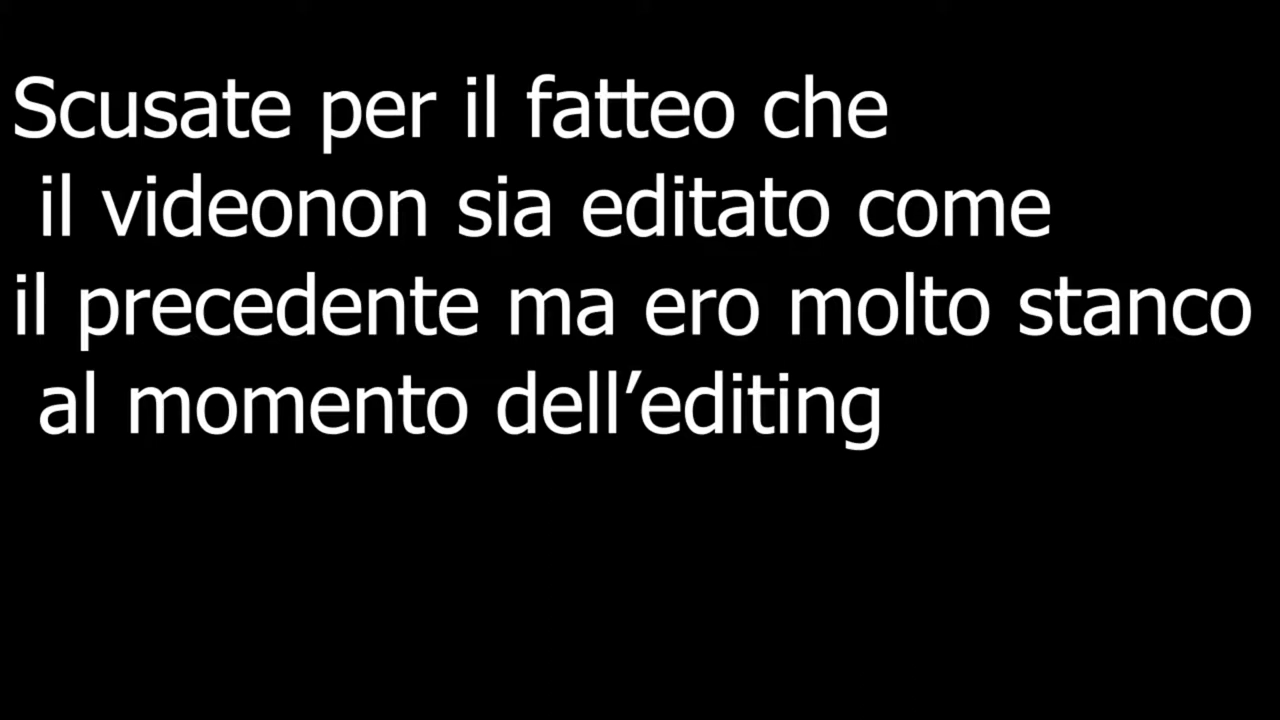 Scusate per il fatteo che
il videonon sia editato come
il precedente ma ero molto stanco
al momento dell’editing